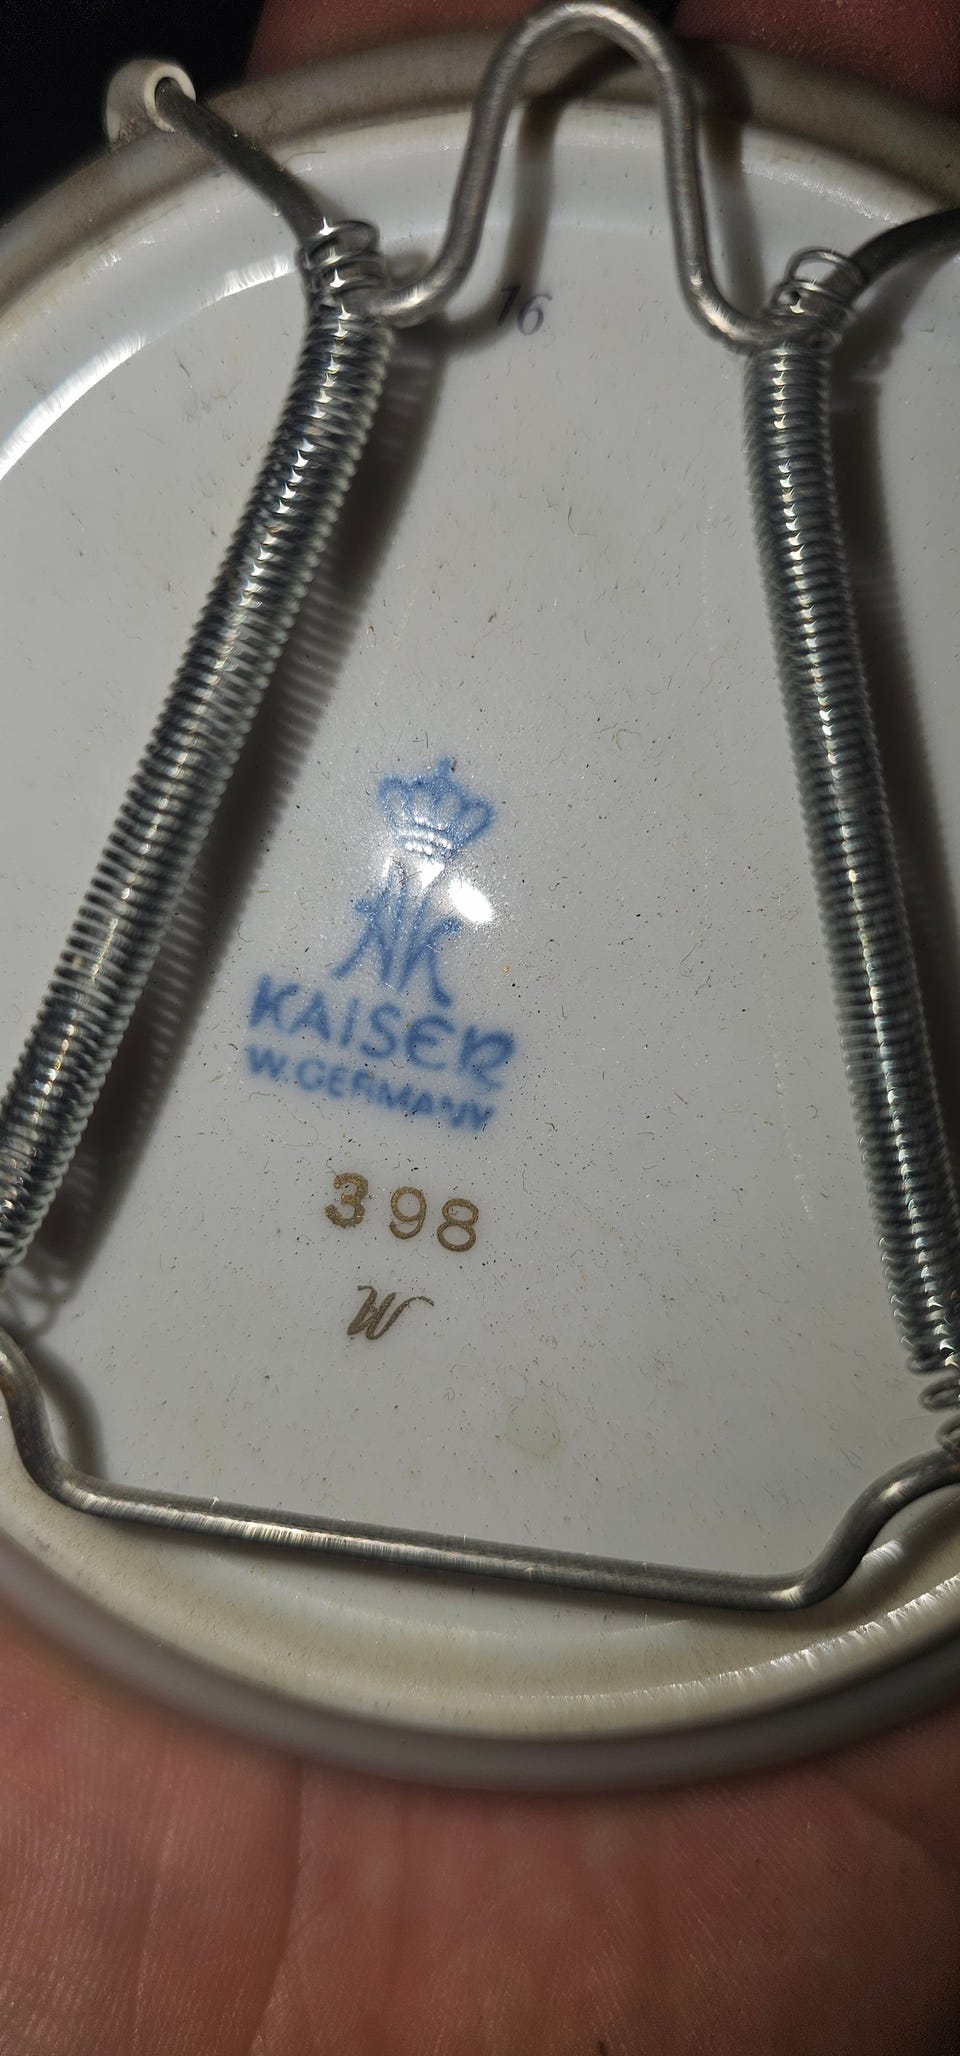 16
AK
KAISER
W.GERMANY
398